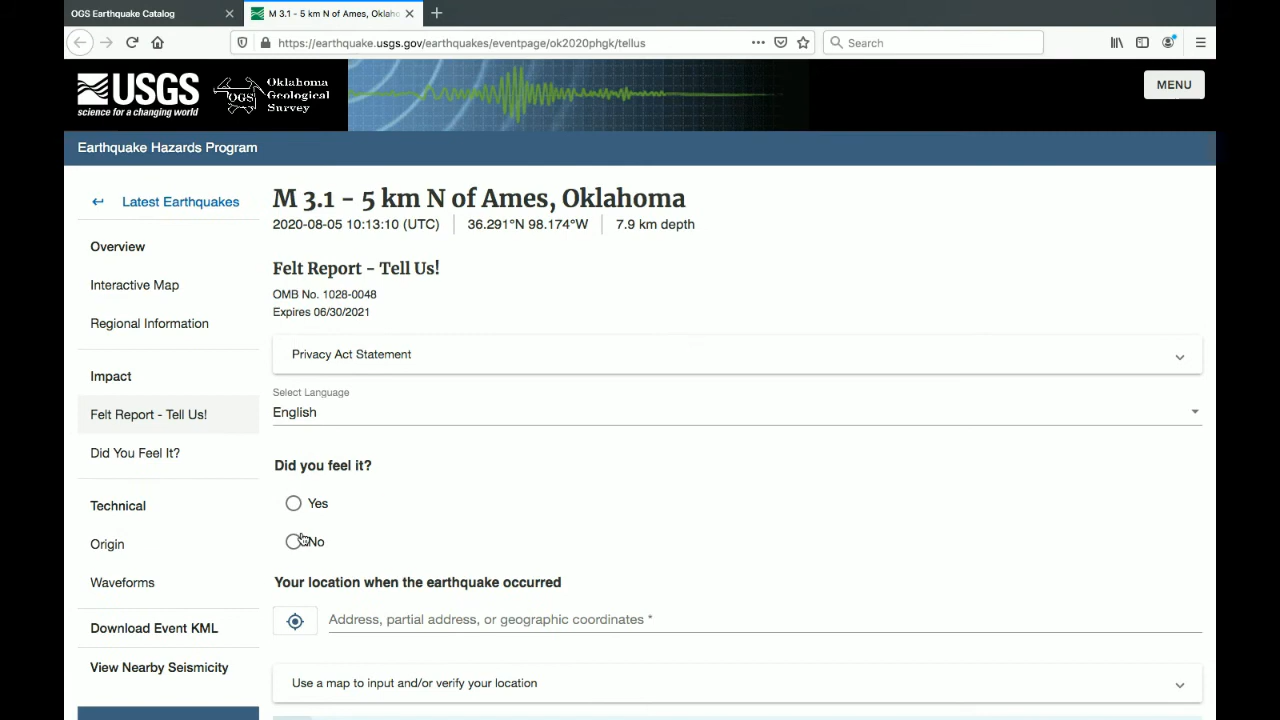 OGS Earthquake Catalog
M 3.1 - 5 km N of Ames, Oklaho
https://earthquake.usgs.gov/earthquakes/eventpage/ok2020phgk/tellus
Search
USGS
science for a changing world
OGS
Oklahoma
Geological
Survey
MENU
Earthquake Hazards Program
Latest Earthquakes
Overview
Interactive Map
Regional Information
Impact
Felt Report - Tell Us!
Did You Feel It?
Technical
Origin
Waveforms
Download Event KML
View Nearby Seismicity
M 3.1 - 5 km N of Ames, Oklahoma
2020-08-05 10:13:10 (UTC) 36.291°N 98.174°W 7.9 km depth
Felt Report - Tell Us!
OMB No. 1028-0048
Expires 06/30/2021
Privacy Act Statement
Select Language
English
Did you feel it?
Yes
No
Your location when the earthquake occurred
Address, partial address, or geographic coordinates *
Use a map to input and/or verify your location